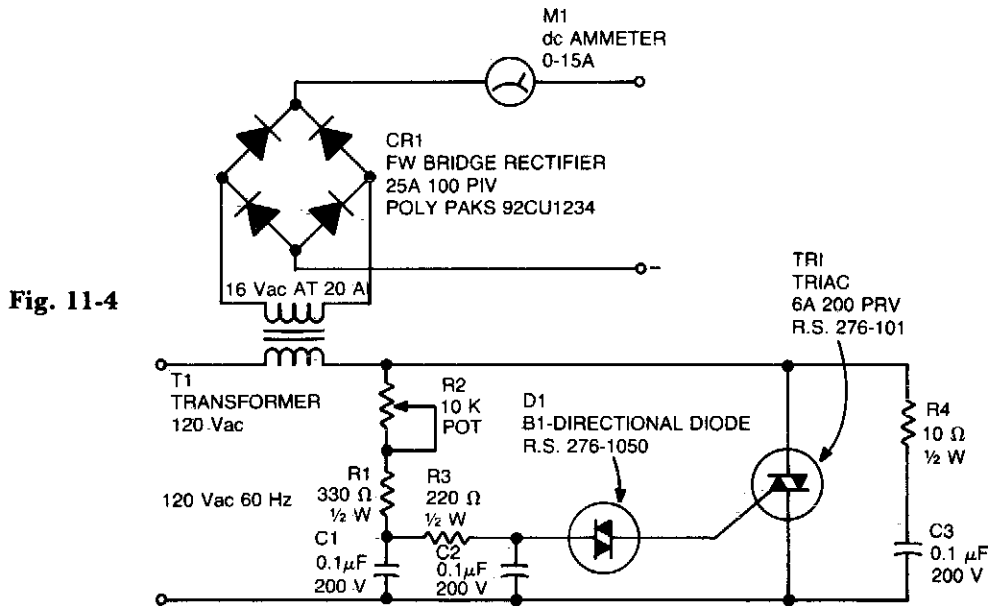 M1
dc AMMETER
0-15A
CR1
FW BRIDGE RECTIFIER
25A 100 PIV
POLY PAKS 92CU1234
-
16 Vac AT 20 A
Fig. 11-4
TRI
TRIAC
6A 200 PRV
R.S. 276-101
T1
TRANSFORMER
120 Vac
R2
10 K
POT
D1
B1-DIRECTIONAL DIODE
R.S. 276-1050
R4
10 Ω
½ W
120 Vac 60 Hz
R1
330 Ω
½ W
R3
220 Ω
½ W
C1
0.1µF
200 V
C2
0.1µF
200 V
C3
0.1 µF
200 V